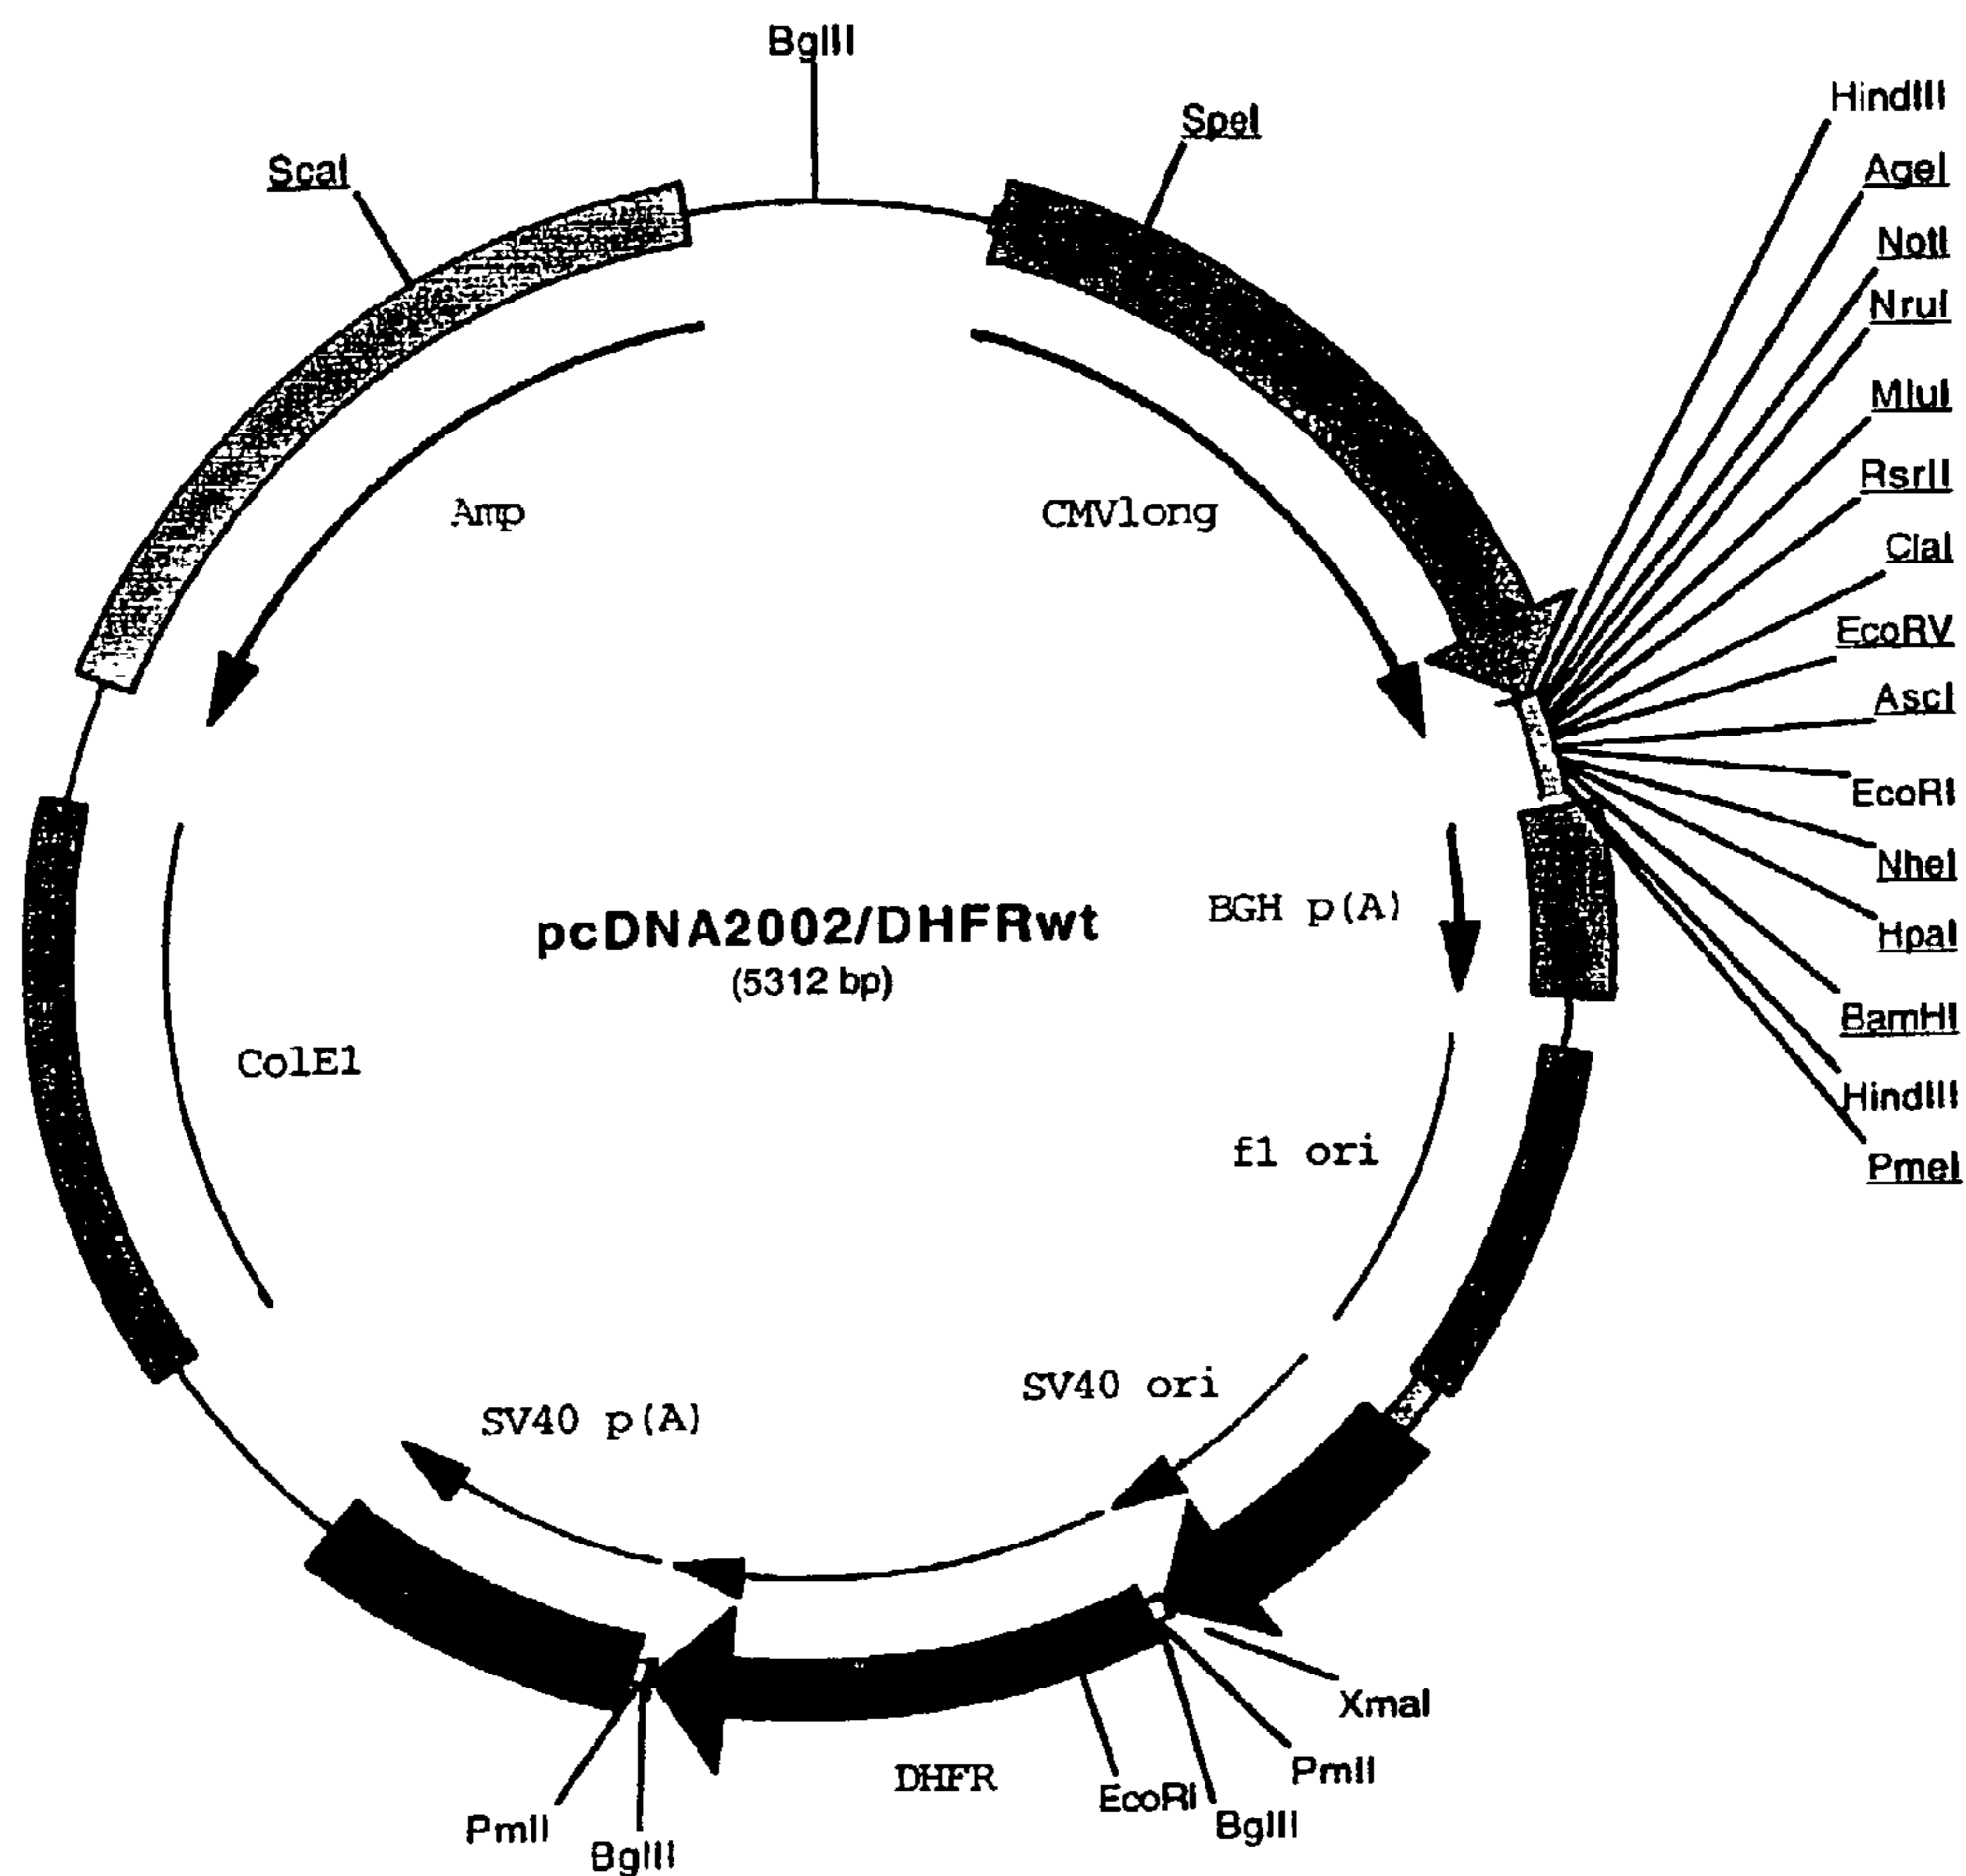 BglII
SpeI
ScaI
HindIII
AgeI
NotI
NruI
MluI
RsrII
ClaI
EcoRV
AscI
EcoRI
NheI
HpaI
BamHI
HindIII
PmeI
Amp
CMVlong
pcDNA2002/DHFRwt
(5312 bp)
BGH p(A)
ColE1
f1 ori
SV40 ori
SV40 p(A)
XmaI
PmlI
DHFR
EcoRI
BglII
PmlI
BglII